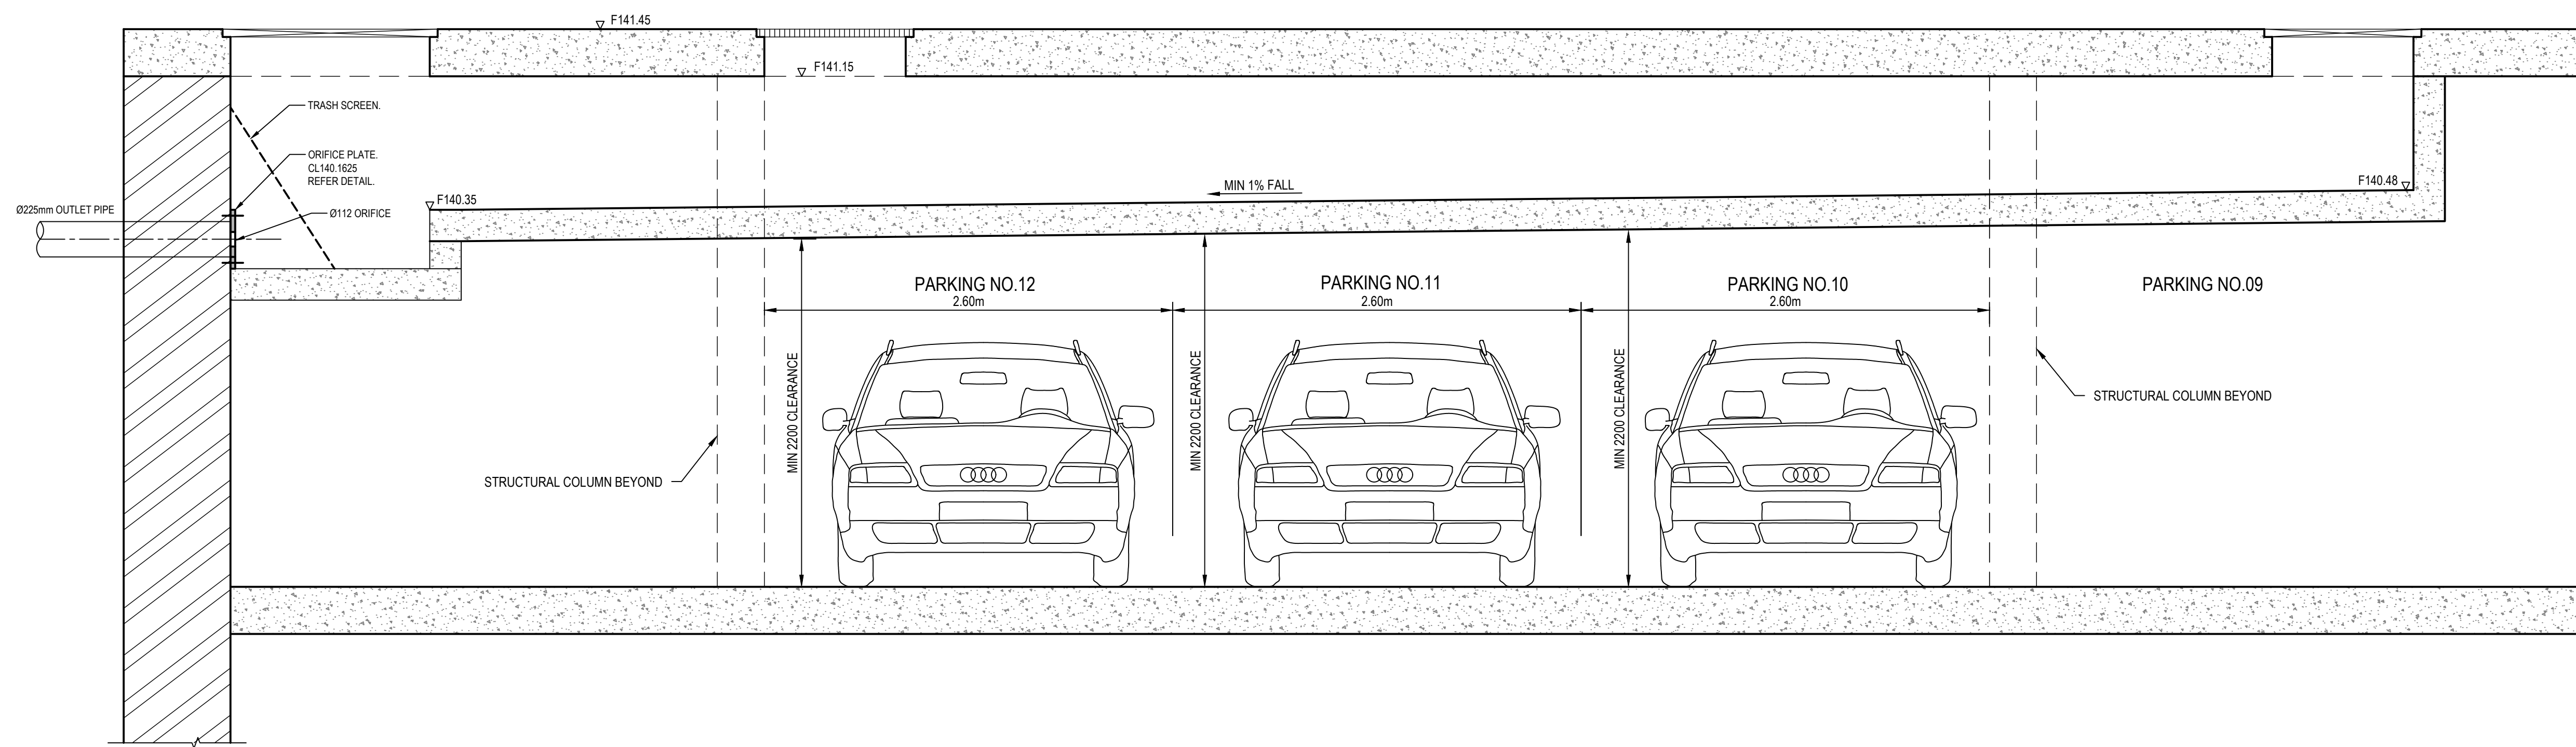 F141.45
F141.15
TRASH SCREEN.
ORIFICE PLATE.
CL140.1625
REFER DETAIL.
Ø225mm OUTLET PIPE
Ø112 ORIFICE
F140.35
MIN 1% FALL
F140.48
PARKING NO.12
2.60m
PARKING NO.11
2.60m
PARKING NO.10
2.60m
PARKING NO.09
MIN 2200 CLEARANCE
MIN 2200 CLEARANCE
MIN 2200 CLEARANCE
STRUCTURAL COLUMN BEYOND
STRUCTURAL COLUMN BEYOND